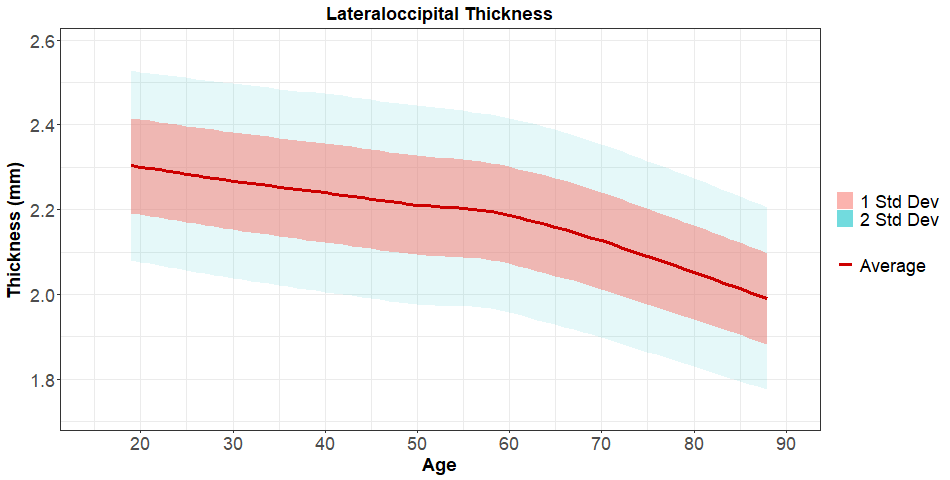 Lateraloccipital Thickness
Thickness (mm)
2.6
2.4
2.2
2.0
1.8
20 30 40 50 60 70 80 90
Age
1 Std Dev
2 Std Dev
Average